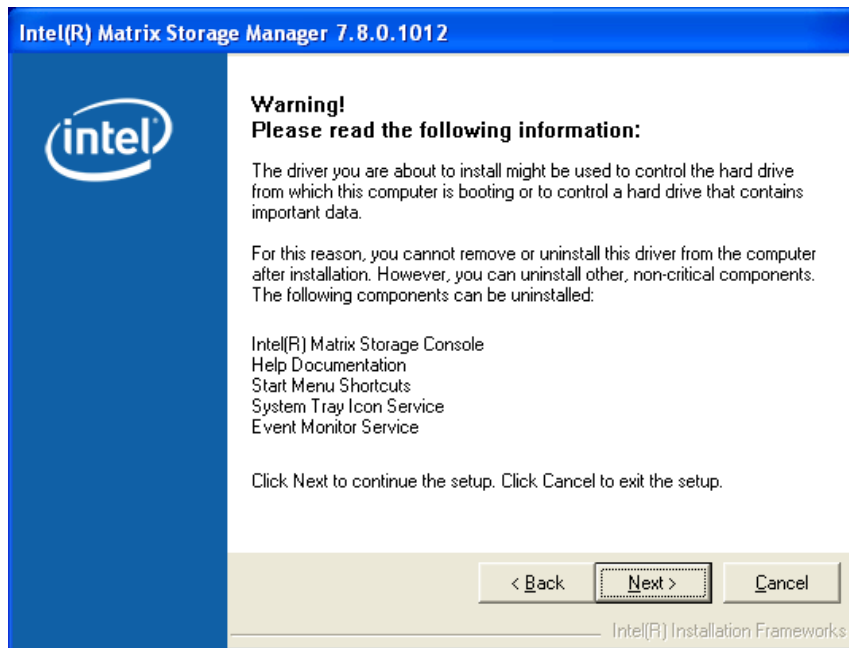 Intel(R) Matrix Storage Manager 7.8.0.1012
intel
Warning!
Please read the following information:
The driver you are about to install might be used to control the hard drive
from which this computer is booting or to control a hard drive that contains
important data.
For this reason, you cannot remove or uninstall this driver from the computer
after installation. However, you can uninstall other, non-critical components.
The following components can be uninstalled:
Intel(R) Matrix Storage Console
Help Documentation
Start Menu Shortcuts
System Tray Icon Service
Event Monitor Service
Click Next to continue the setup. Click Cancel to exit the setup.
< Back Next > Cancel
Intel(R) Installation Frameworks